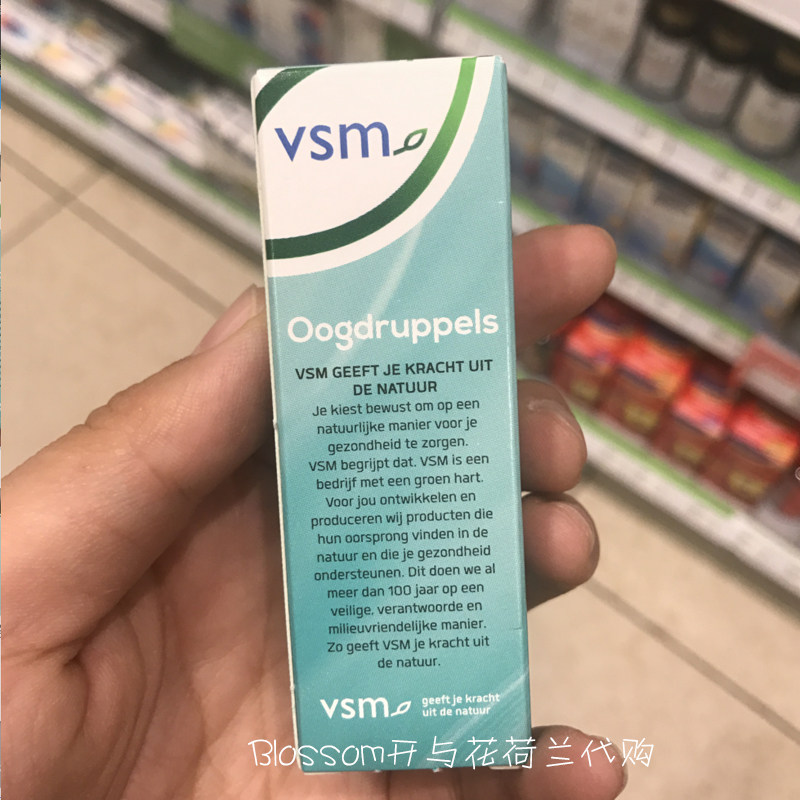 vsm
Oogdruppels
VSM GEEFT JE KRACHT UIT
DE NATUUR
Je kiest bewust om op een
natuurlijke manier voor je
gezondheid te zorgen.
VSM begrijpt dat. VSM is een
bedrijf met een groen hart.
Voor jou ontwikkelen en
produceren wij producten die
hun oorsprong vinden in de
natuur en die je gezondheid
ondersteunen. Dit doen we al
meer dan 100 jaar op een
veilige, verantwoorde en
milieuvriendelijke manier.
Zo geeft VSM je kracht uit
de natuur.
vsm
geeft je kracht
uit de natuur
Blossom开与花荷兰代购